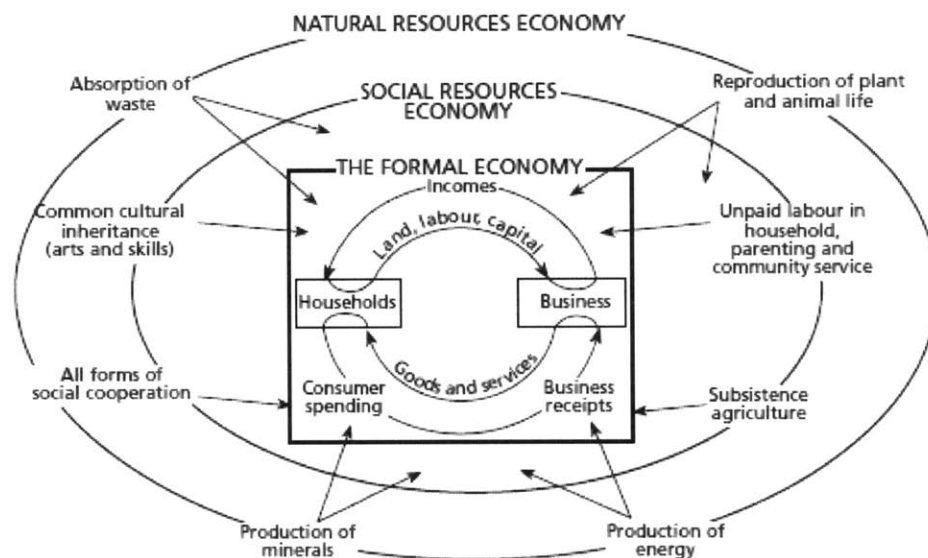 NATURAL RESOURCES ECONOMY
Absorption of
waste
Reproduction of plant
and animal life
SOCIAL RESOURCES
ECONOMY
THE FORMAL ECONOMY
Incomes
Land, labour, capital
Common cultural
inheritance
(arts and skills)
Unpaid labour in
household,
parenting and
community service
Households
Business
Goods and services
All forms of
social cooperation
Consumer
spending
Business
receipts
Subsistence
agriculture
Production of
minerals
Production of
energy